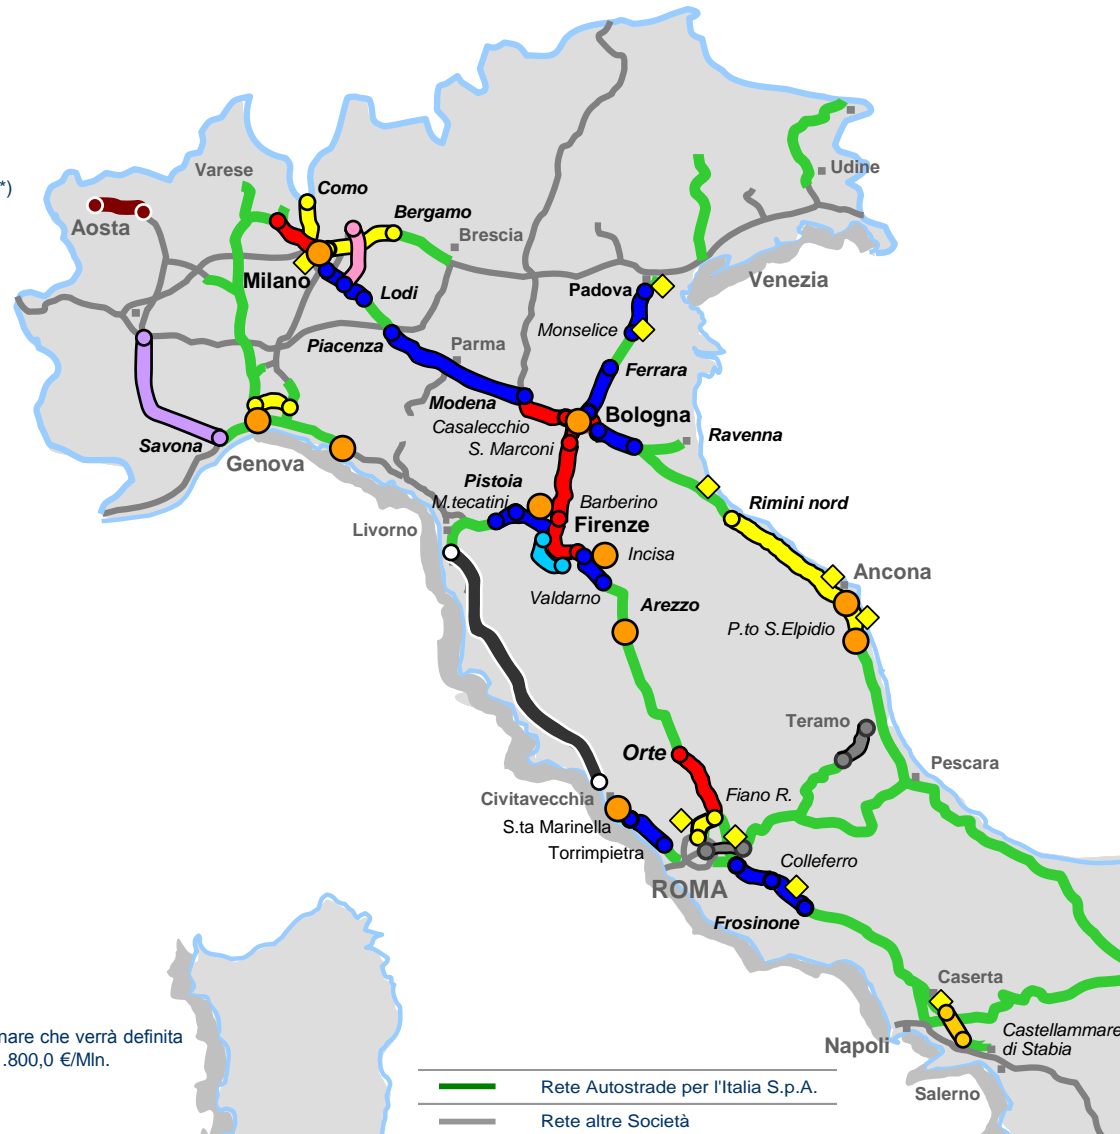 Varese
*)
Como
Udine
Bergamo
Aosta
Brescia
Milano
Venezia
Padova
Lodi
Monselice
Piacenza
Parma
Ferrara
Modena
Bologna
Casalecchio
Ravenna
Savona
S. Marconi
Genova
Pistoia
M.tecatini
Barberino
Rimini nord
Livorno
Firenze
Incisa
Ancona
Valdarno
Arezzo
P.to S.Elpidio
Teramo
Orte
Pescara
Civitavecchia
Fiano R.
S.ta Marinella
Torrimpietra
Colleferro
ROMA
Frosinone
Caserta
nare che verrà definita
.800,0 €/Mln.
Castellammare
di Stabia
Napoli
Salerno
Rete Autostrade per l'Italia S.p.A.
Rete altre Società